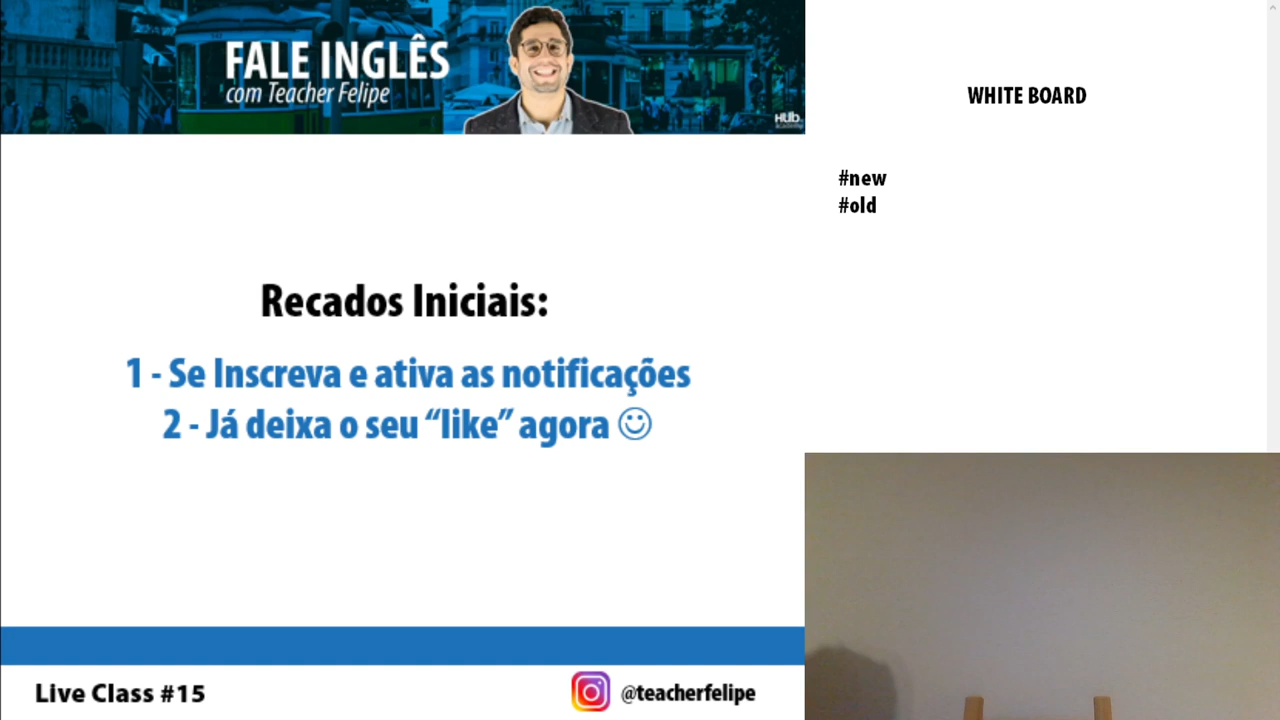 FALE INGLÊS
com Teacher Felipe
HUb
Recados Iniciais:
1 - Se Inscreva e ativa as notificações
2 - Já deixa o seu “like” agora ☺
Live Class #15
@teacherfelipe
WHITE BOARD
#new
#old